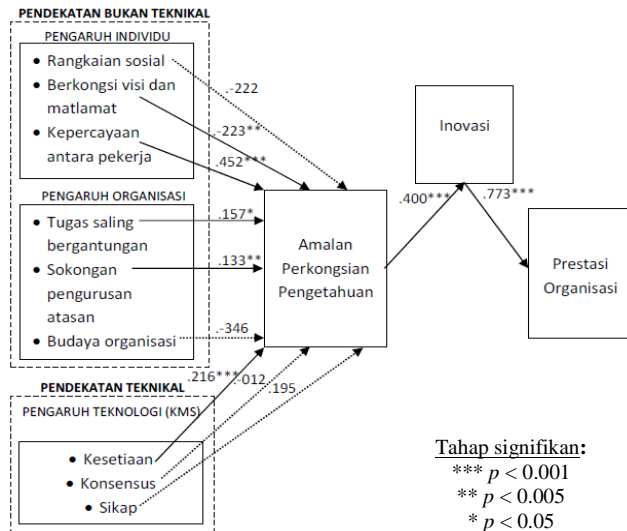 PENDEKATAN BUKAN TEKNIKAL
PENGARUH INDIVIDU
• Rangkaian sosial
• Berkongsi visi dan
matlamat
• Kepercayaan
antara pekerja
.-222
.-223**
.452***
PENGARUH ORGANISASI
• Tugas saling
bergantungan
• Sokongan
pengurusan
atasan
• Budaya organisasi
.157*
.133**
.-346
Amalan
Perkongsian
Pengetahuan
.400***
Inovasi
.773***
Prestasi
Organisasi
.216***
.-012
.195
PENDEKATAN TEKNIKAL
PENGARUH TEKNOLOGI (KMS)
• Kesetiaan
• Konsensus
• Sikap
Tahap signifikan:
*** p < 0.001
** p < 0.005
* p < 0.05